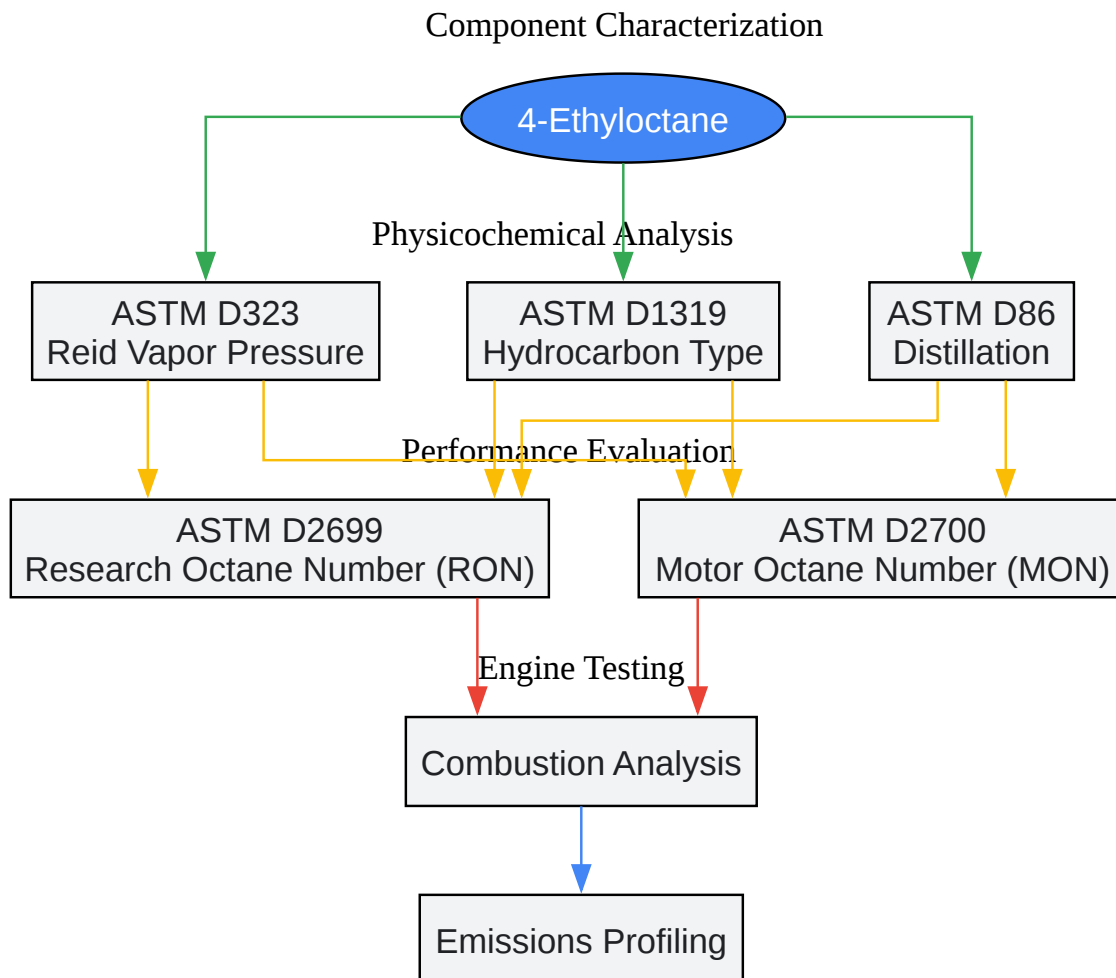 Component Characterization
4-Ethyloctane
Physicochemical Analysis
ASTM D323
Reid Vapor Pressure
ASTM D1319
Hydrocarbon Type
ASTM D86
Distillation
Performance Evaluation
ASTM D2699
Research Octane Number (RON)
ASTM D2700
Motor Octane Number (MON)
Engine Testing
Combustion Analysis
Emissions Profiling